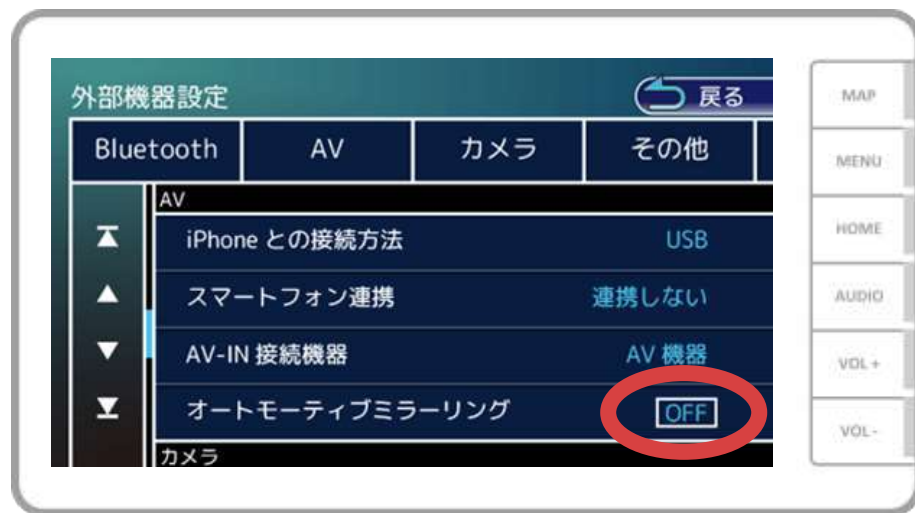 外部機器設定
戻る
Bluetooth
AV
カメラ
その他
AV
iPhone との接続方法
USB
スマートフォン連携
連携しない
AV-IN 接続機器
AV 機器
オートモーティブミラーリング
OFF
カメラ
MAP
MENU
HOME
AUDIO
VOL +
VOL -